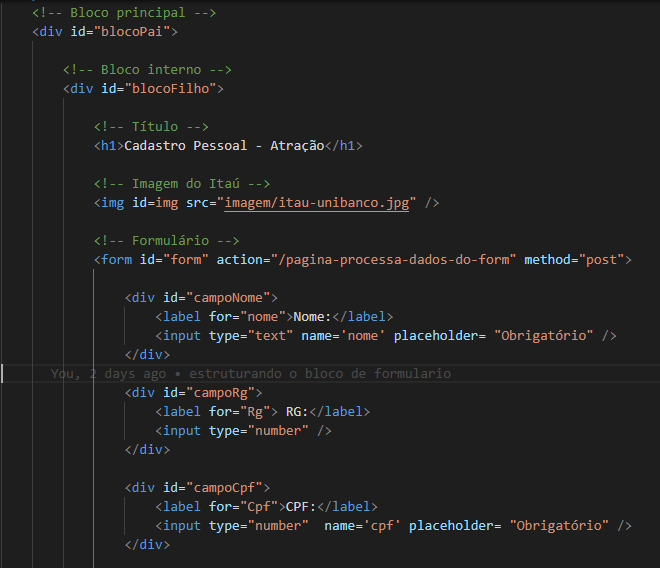 <!-- Bloco principal -->
<div id="blocoPai">
<!-- Bloco interno -->
<div id="blocoFilho">
<!-- Título -->
<h1>Cadastro Pessoal - Atração</h1>
<!-- Imagem do Itaú -->
<img id=img src="imagem/itau-unibanco.jpg" />
<!-- Formulário -->
<form id="form" action="/pagina-processa-dados-do-form" method="post">
<div id="campoNome">
<label for="nome">Nome:</label>
<input type="text" name='nome' placeholder= "Obrigatório" />
</div>
You, 2 days ago • estruturando o bloco de formulario
<div id="campoRg">
<label for="Rg"> RG:</label>
<input type="number" />
</div>
<div id="campoCpf">
<label for="Cpf">CPF:</label>
<input type="number"  name='cpf' placeholder= "Obrigatório" />
</div>